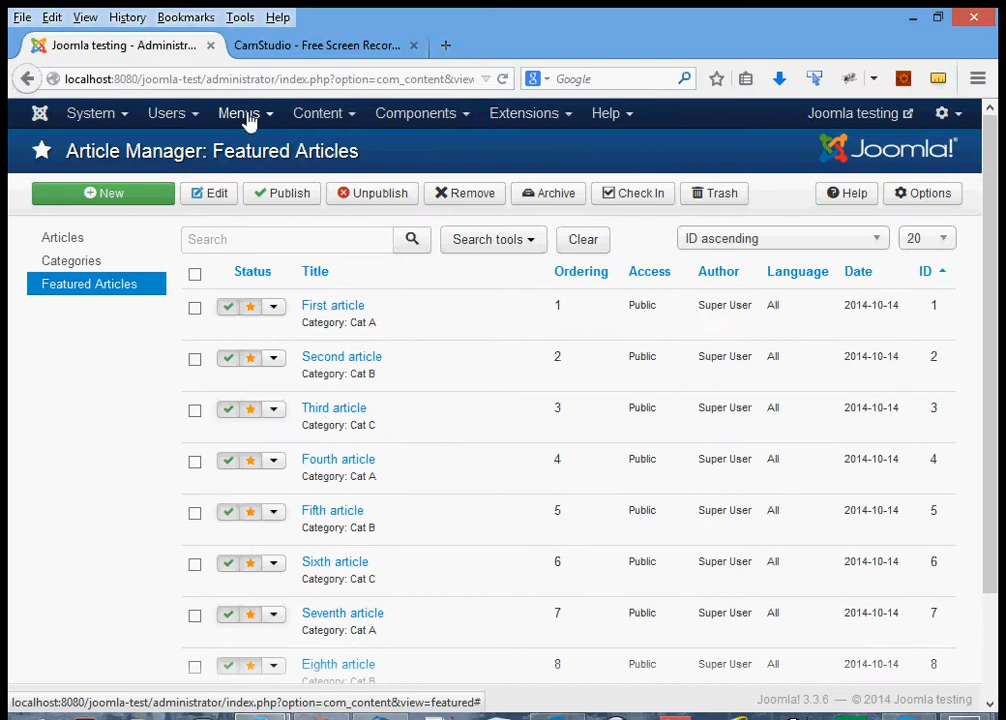 File Edit View History Bookmarks Tools Help
Joomla testing - Administr... CamStudio - Free Screen Recor...
localhost:8080/joomla-test/administrator/index.php?option=com_content&view Google
System Users Menus Content Components Extensions Help Joomla testing
Article Manager: Featured Articles Joomla!
New Edit Publish Unpublish Remove Archive Check In Trash Help Options
Articles
Categories
Featured Articles
Search Search tools Clear ID ascending 20
Status Title Ordering Access Author Language Date ID
First article 1 Public Super User All 2014-10-14 1
Category: Cat A
Second article 2 Public Super User All 2014-10-14 2
Category: Cat B
Third article 3 Public Super User All 2014-10-14 3
Category: Cat C
Fourth article 4 Public Super User All 2014-10-14 4
Category: Cat A
Fifth article 5 Public Super User All 2014-10-14 5
Category: Cat B
Sixth article 6 Public Super User All 2014-10-14 6
Category: Cat C
Seventh article 7 Public Super User All 2014-10-14 7
Category: Cat A
Eighth article 8 Public Super User All 2014-10-14 8
Category: Cat B
localhost:8080/joomla-test/administrator/index.php?option=com_content&view=featured# Joomla! 3.3.6 — © 2014 Joomla testing